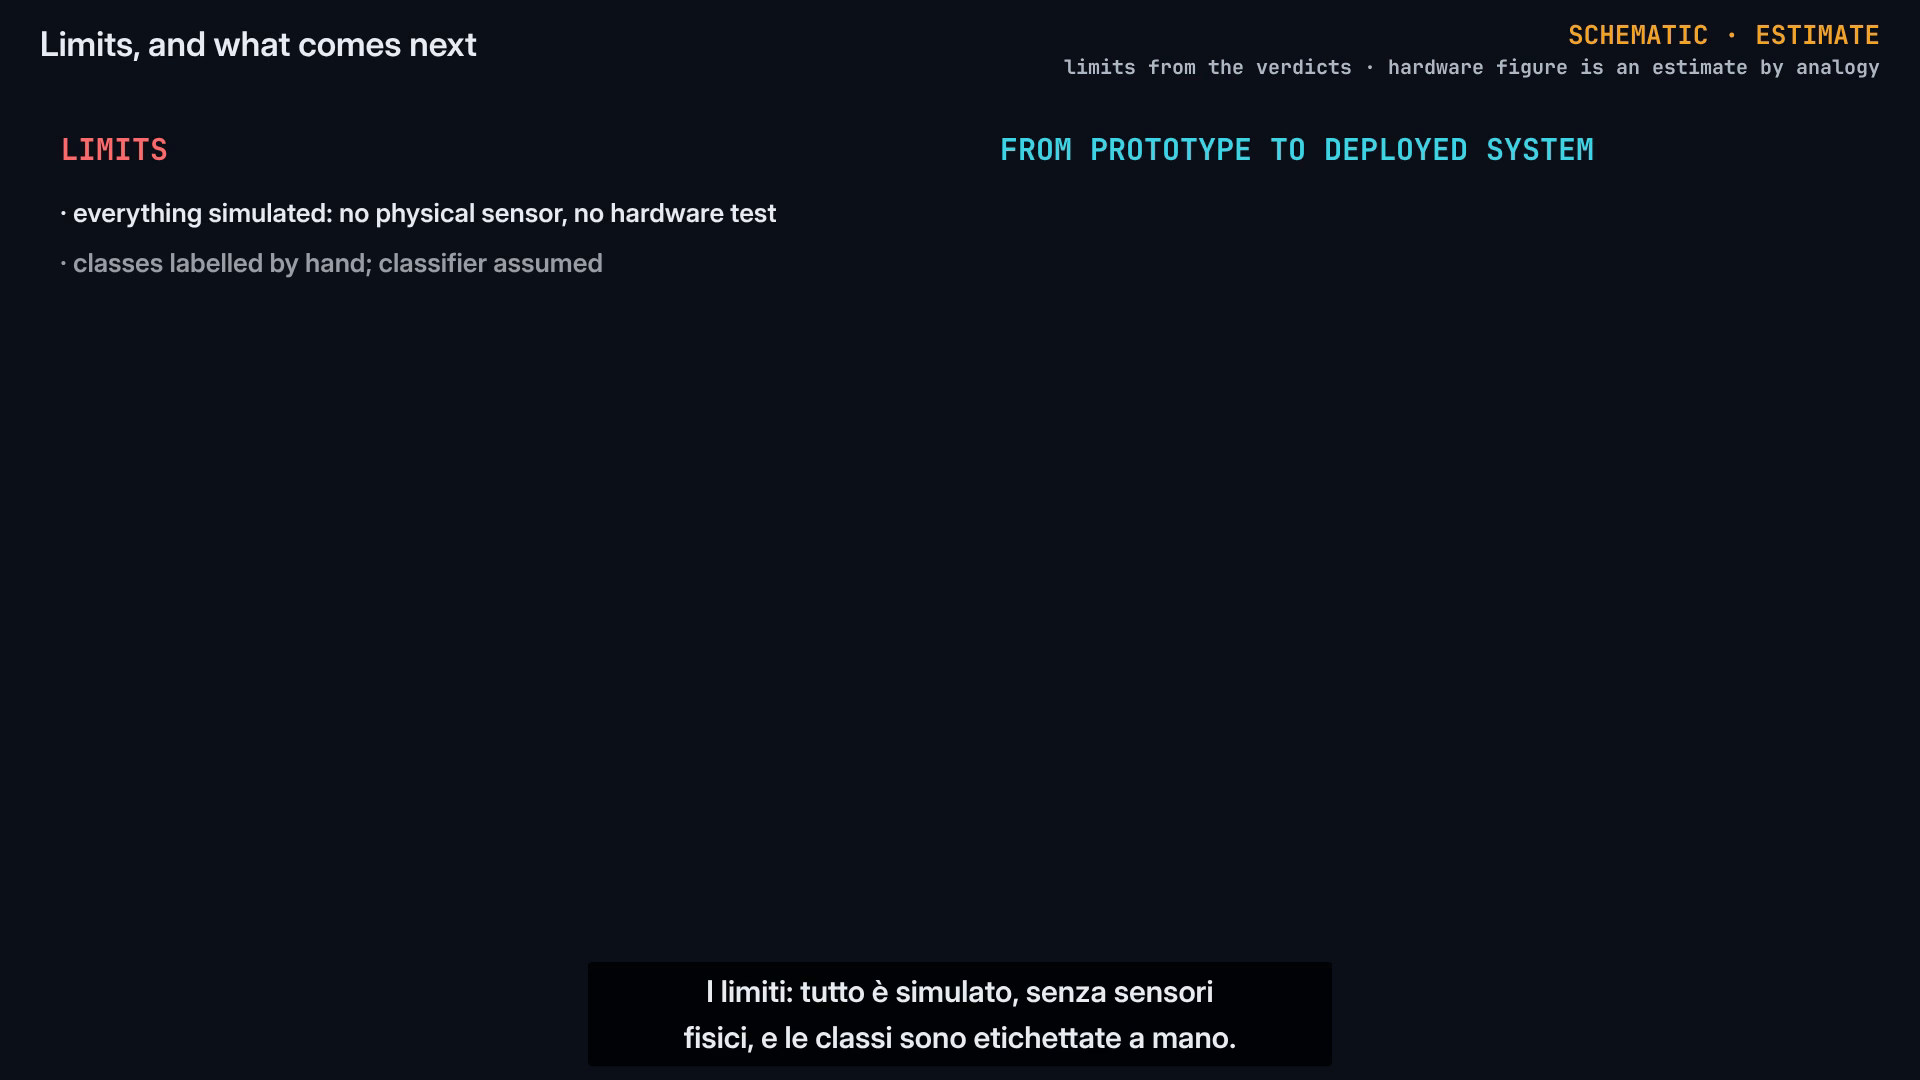 Limits, and what comes next
SCHEMATIC · ESTIMATE
limits from the verdicts · hardware figure is an estimate by analogy
LIMITS
· everything simulated: no physical sensor, no hardware test
· classes labelled by hand; classifier assumed
FROM PROTOTYPE TO DEPLOYED SYSTEM
I limiti: tutto è simulato, senza sensori
fisici, e le classi sono etichettate a mano.